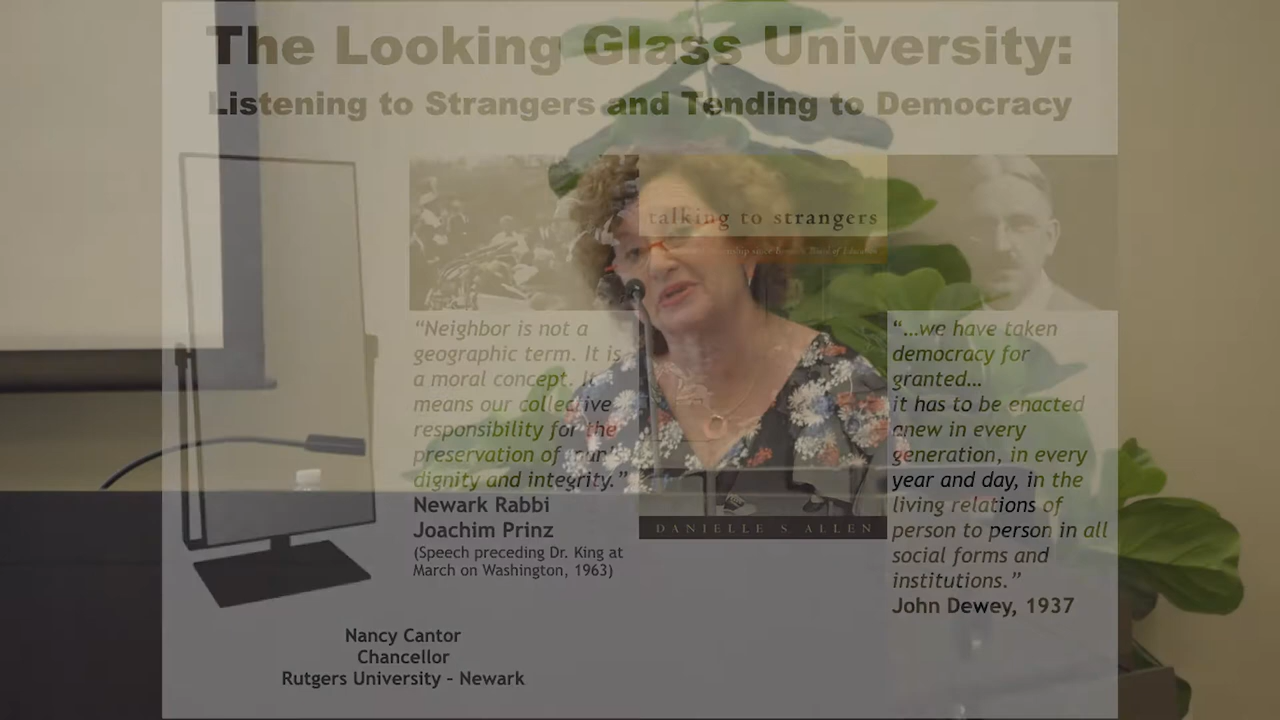 The Looking Glass University:
Listening to Strangers and Tending to Democracy
talking to strangers
“Neighbor is not a
geographic term. It is
a moral concept. It
means our collective
responsibility for the
preservation of man's
dignity and integrity.”
Newark Rabbi
Joachim Prinz
(Speech preceding Dr. King at
March on Washington, 1963)
DANIELLE S. ALLEN
“…we have taken
democracy for
granted…
it has to be enacted
anew in every
generation, in every
year and day, in the
living relations of
person to person in all
social forms and
institutions.”
John Dewey, 1937
Nancy Cantor
Chancellor
Rutgers University - Newark